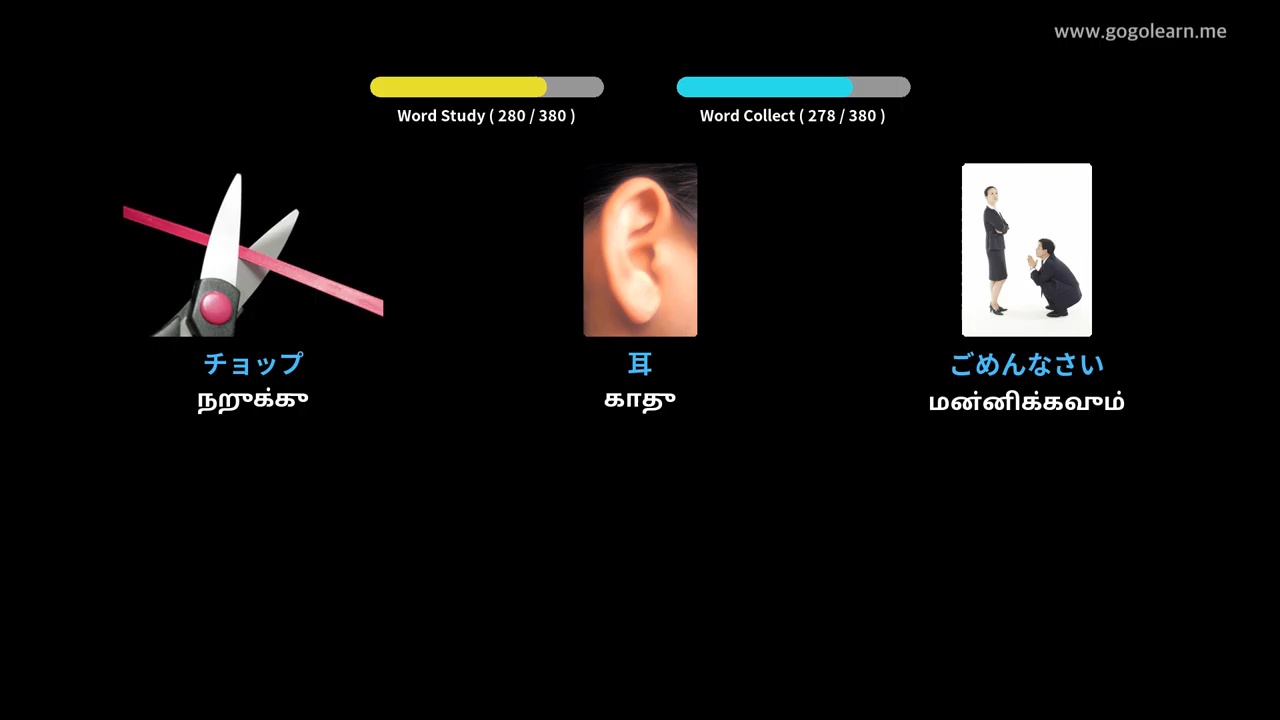 www.gogolearn.me
Word Study ( 280 / 380 )
Word Collect ( 278 / 380 )
チョップ
நறுக்கு
耳
காது
ごめんなさい
மன்னிக்கவும்